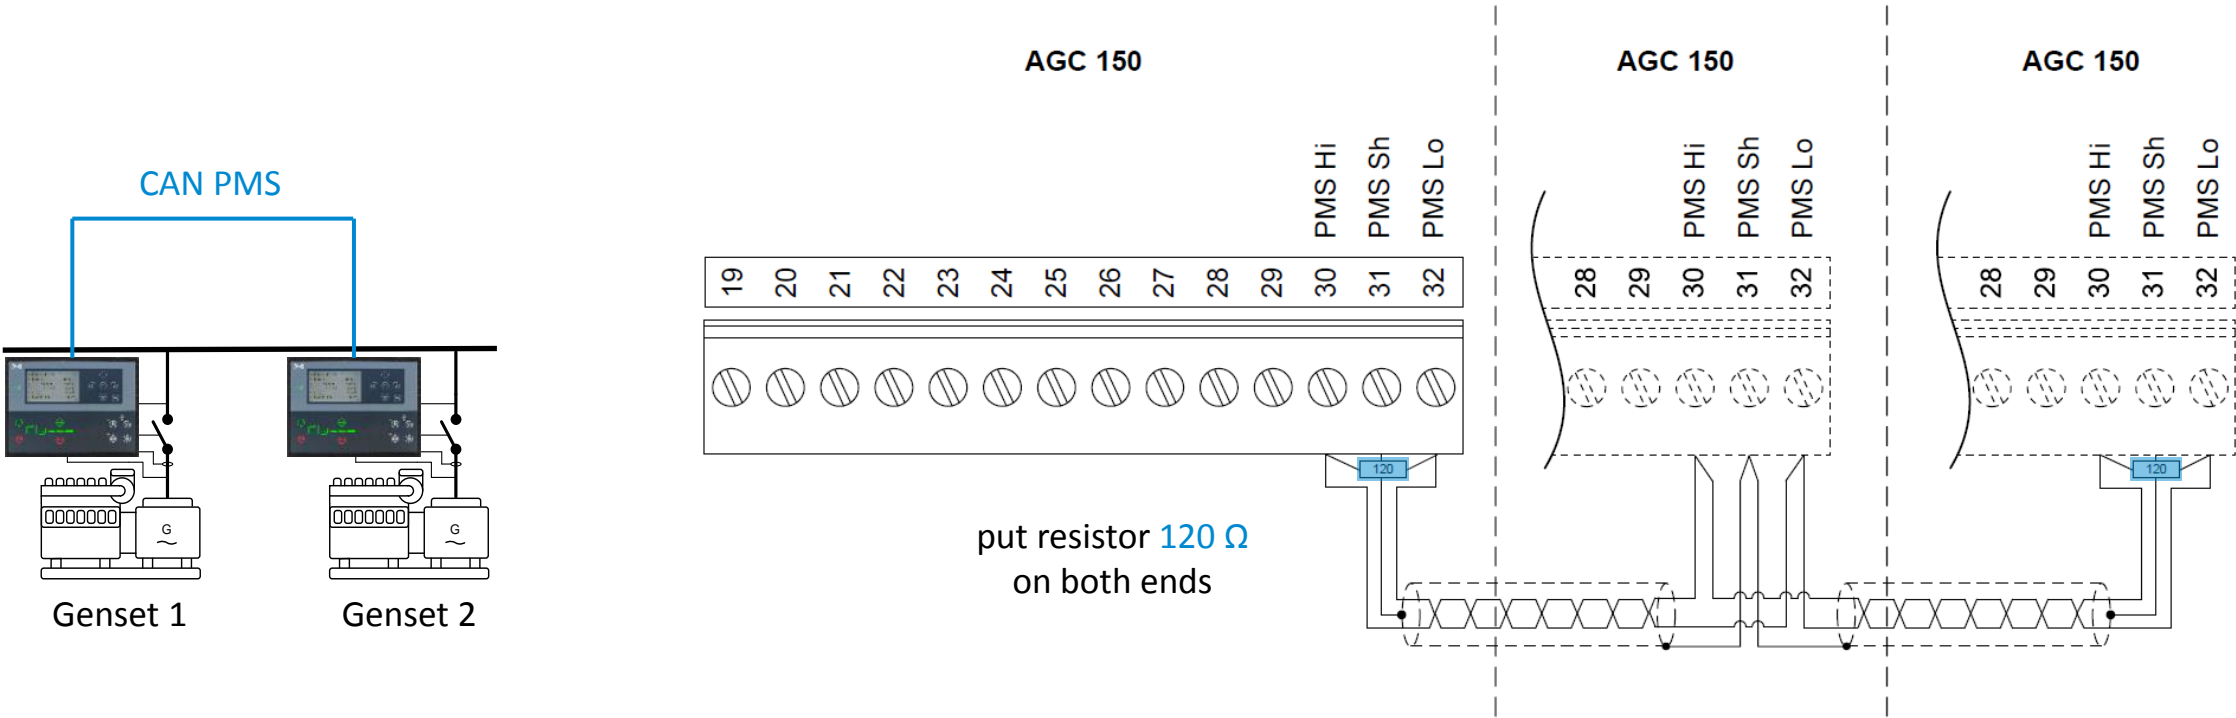 CAN PMS
G
G
Genset 1
Genset 2
AGC 150
PMS Hi
PMS Sh
PMS Lo
19 20 21 22 23 24 25 26 27 28 29 30 31 32
120
put resistor 120 Ω
on both ends
AGC 150
PMS Hi
PMS Sh
PMS Lo
28 29 30 31 32
AGC 150
PMS Hi
PMS Sh
PMS Lo
28 29 30 31 32
120